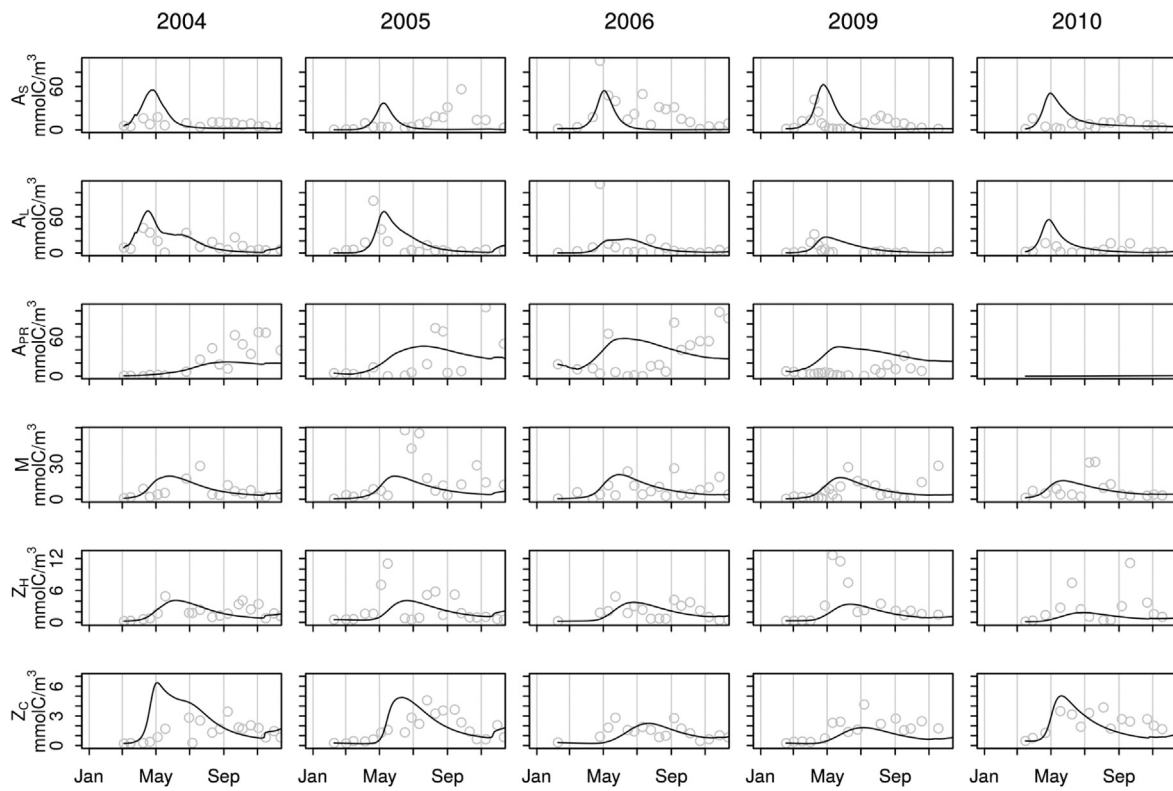 2004 2005 2006 2009 2010
A_S
mmolC/m³
0 60
A_L
mmolC/m³
0 60
A_PR
mmolC/m³
0 60
M
mmolC/m³
0 30
Z_H
mmolC/m³
0 6 12
Z_C
mmolC/m³
0 3 6
Jan May Sep Jan May Sep Jan May Sep Jan May Sep Jan May Sep